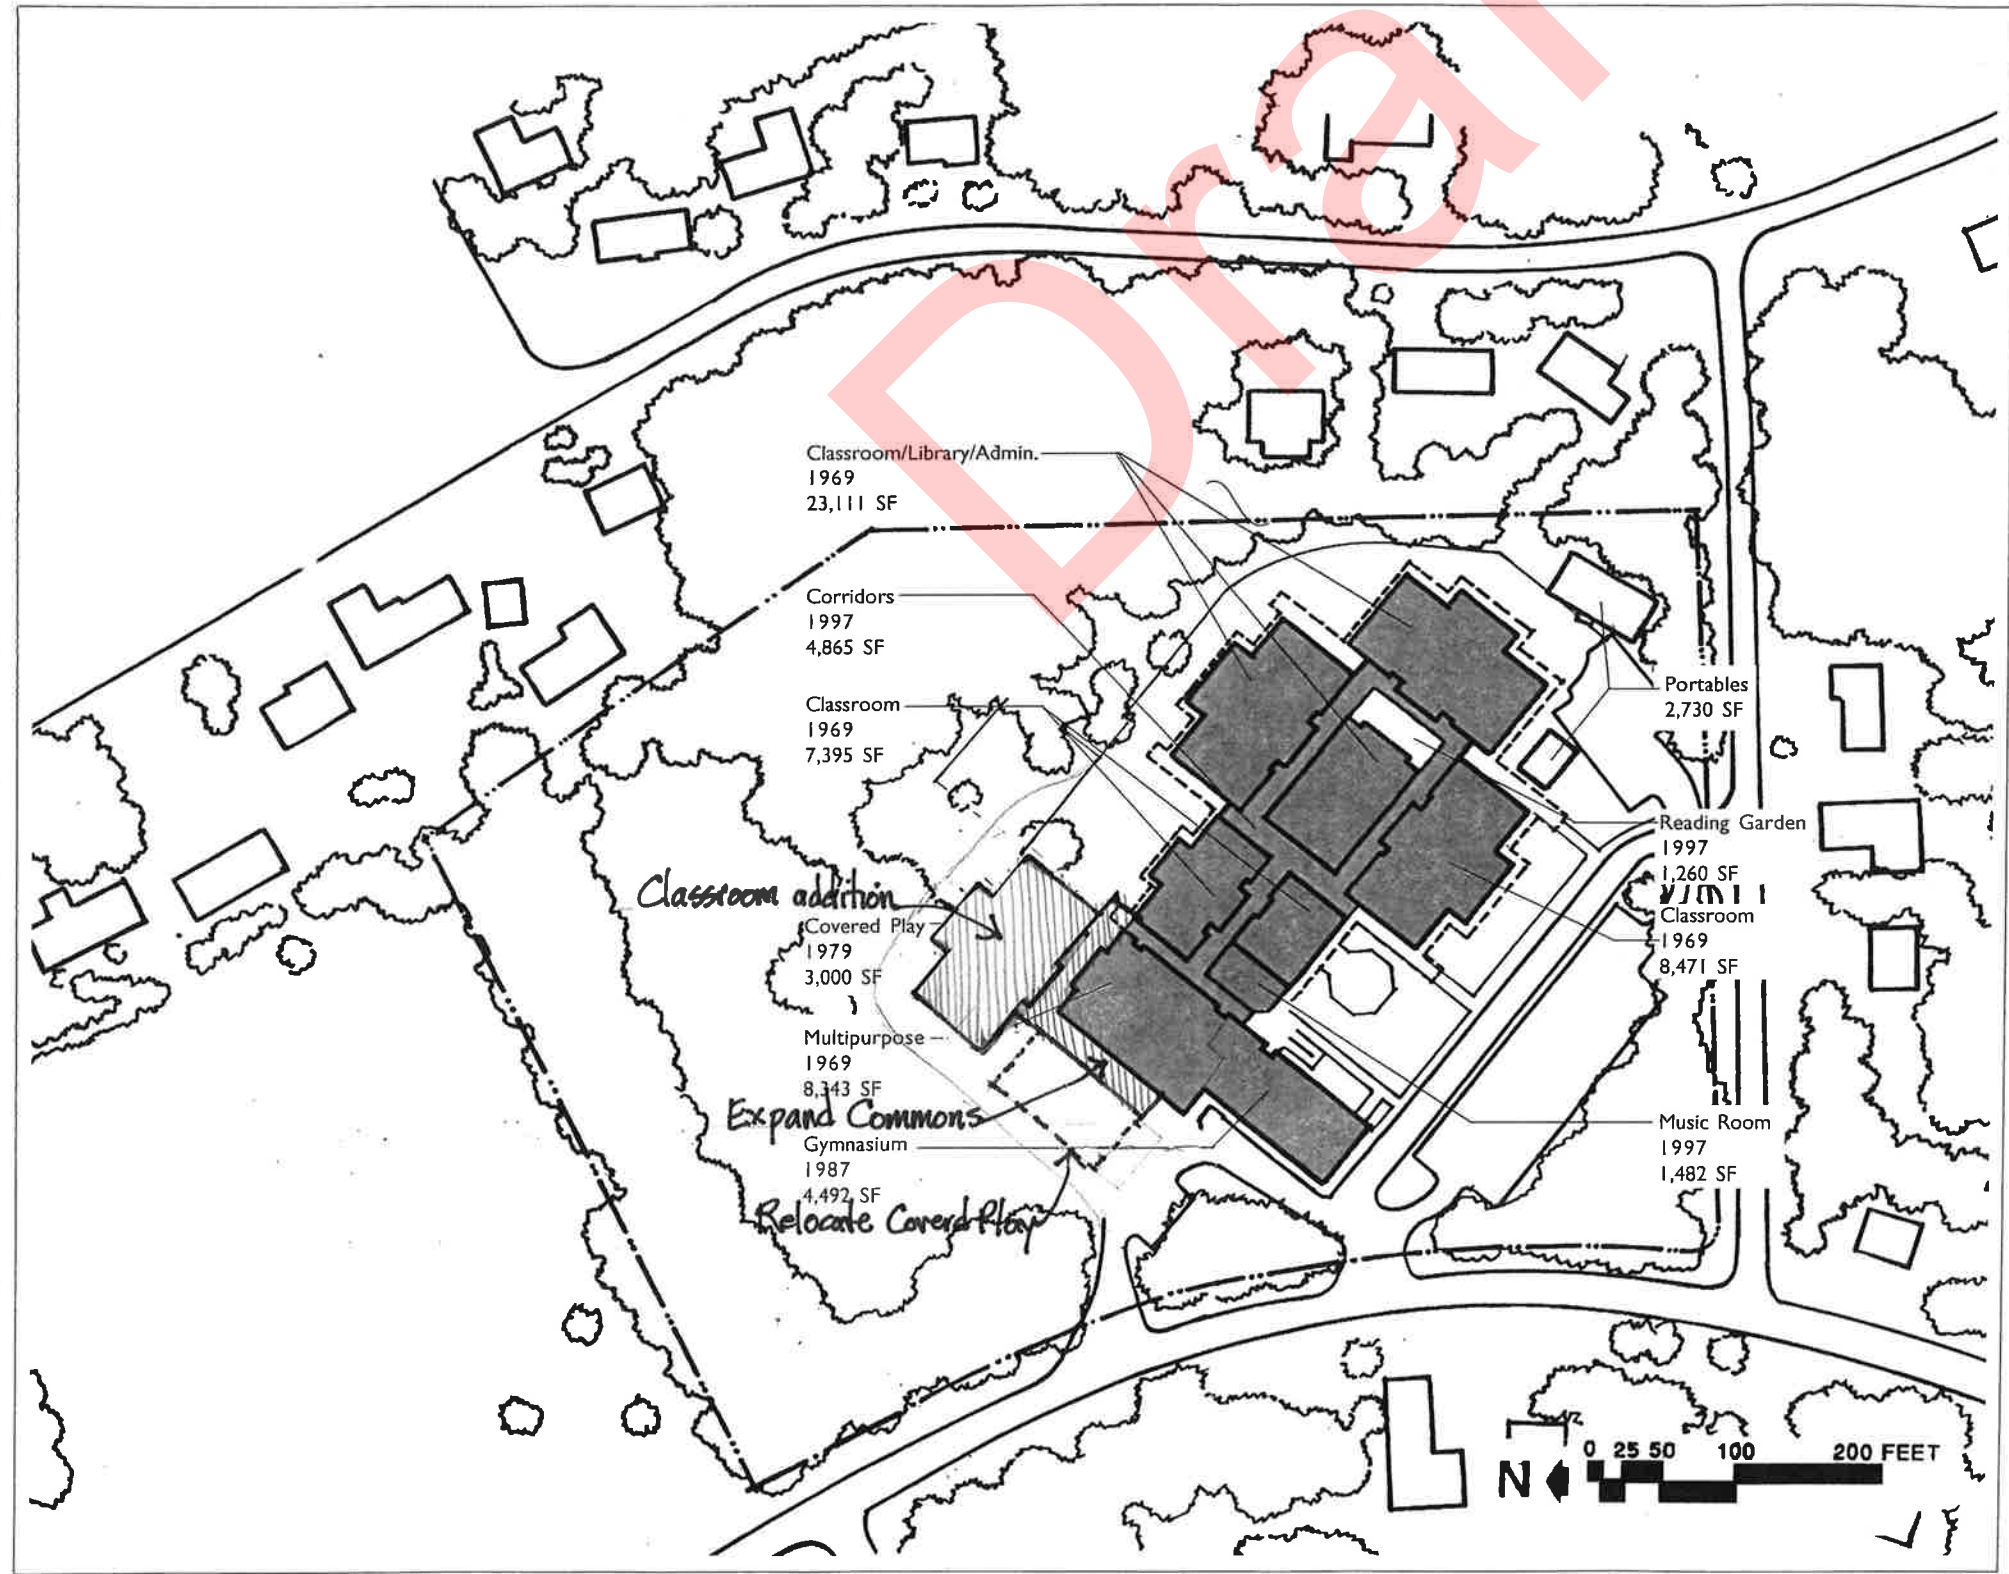 Draf
Classroom/Library/Admin.
1969
23,111 SF
Corridors
1997
4,865 SF
Classroom
1969
7,395 SF
Classroom addition
Covered Play
1979
3,000 SF
Multipurpose
1969
8,343 SF
Expand Commons
Gymnasium
1987
4,492 SF
Relocate Coverd Play
Portables
2,730 SF
Reading Garden
1997
1,260 SF
Classroom
1969
8,471 SF
Music Room
1997
1,482 SF
0 25 50 100 200 FEET
N